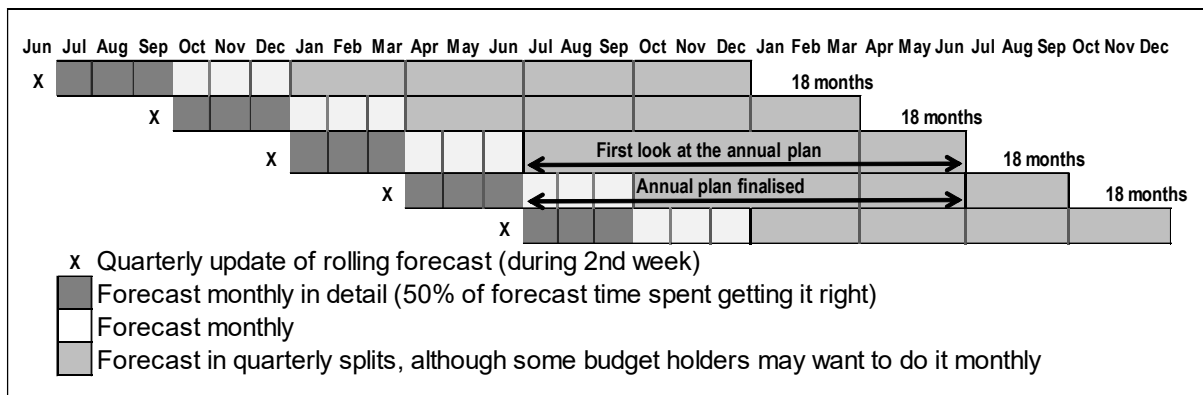 Jun Jul Aug Sep Oct Nov Dec Jan Feb Mar Apr May Jun Jul Aug Sep Oct Nov Dec Jan Feb Mar Apr May Jun Jul Aug Sep Oct Nov Dec
X 18 months
X 18 months
X First look at the annual plan 18 months
X Annual plan finalised 18 months
X
X Quarterly update of rolling forecast (during 2nd week)
Forecast monthly in detail (50% of forecast time spent getting it right)
Forecast monthly
Forecast in quarterly splits, although some budget holders may want to do it monthly